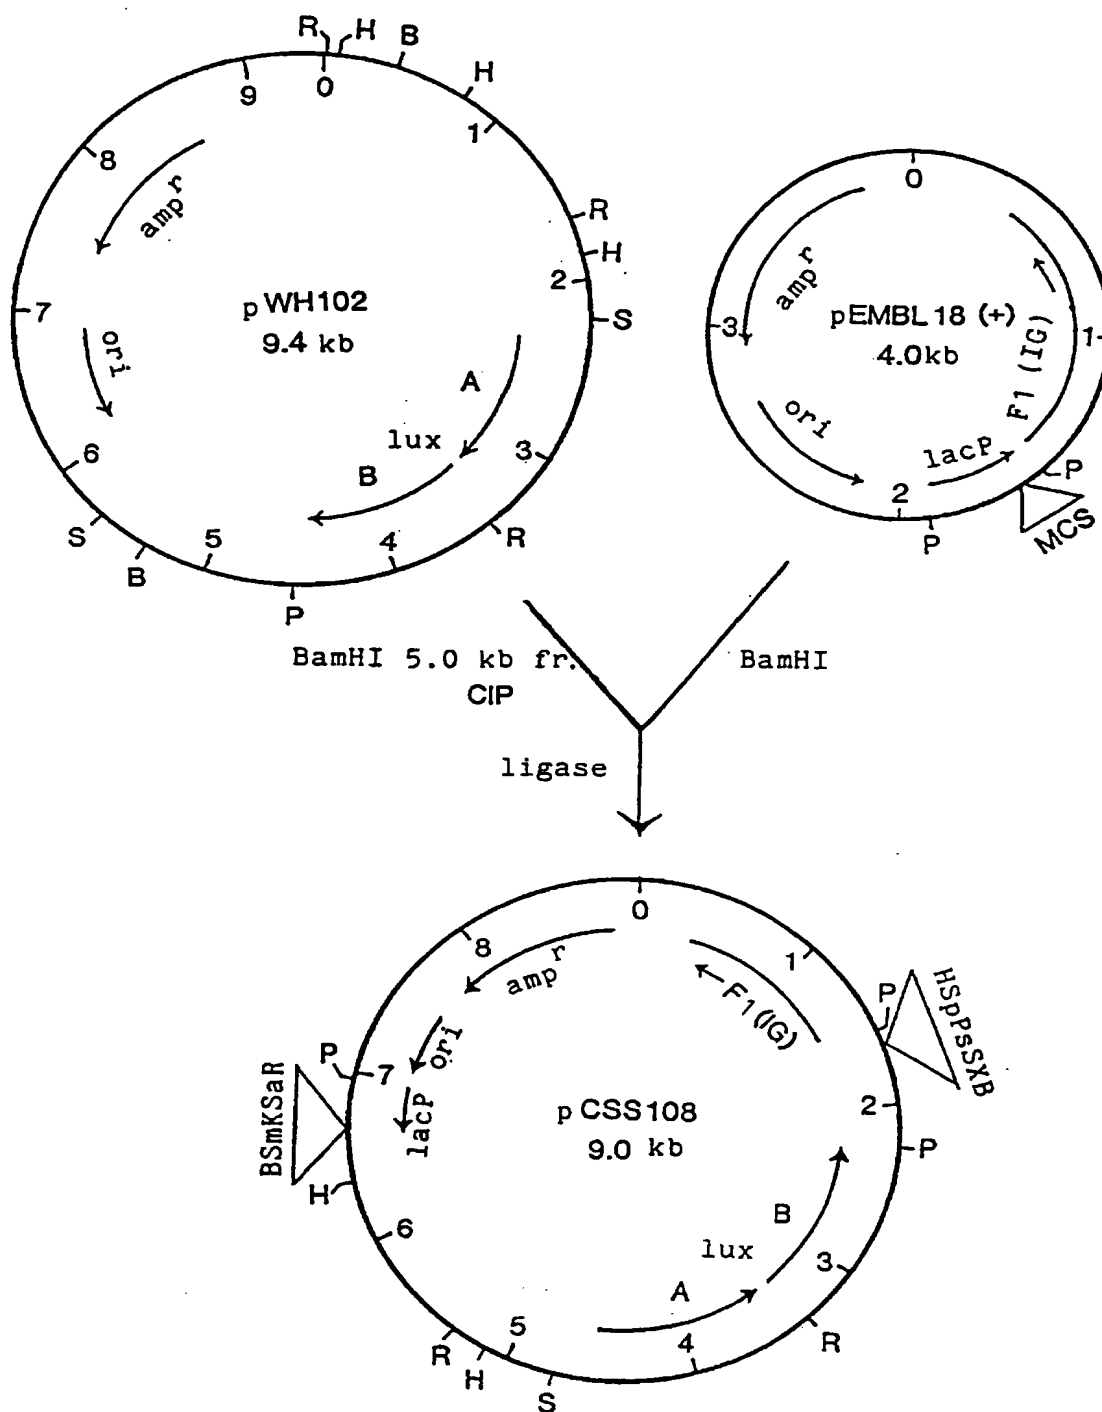 R H B H
0 1 2 3 4 5 6 7 8 9
R H S
R P B S
amp r
ori
A
lux
B
pWH102
9.4 kb
0 1 2 3
amp r
pEMBL18 (+)
4.0kb
F1 (IG)
ori
lacP
P
MCS
P
BamHI 5.0 kb fr.
CIP
BamHI
ligase
0 1 2 3 4 5 6 7 8
amp r
F1(IG)
P
HSpPsSXB
ori
P
lacP
BSmKSaR
H
pCSS108
9.0 kb
P
B
lux
A
R
R H S